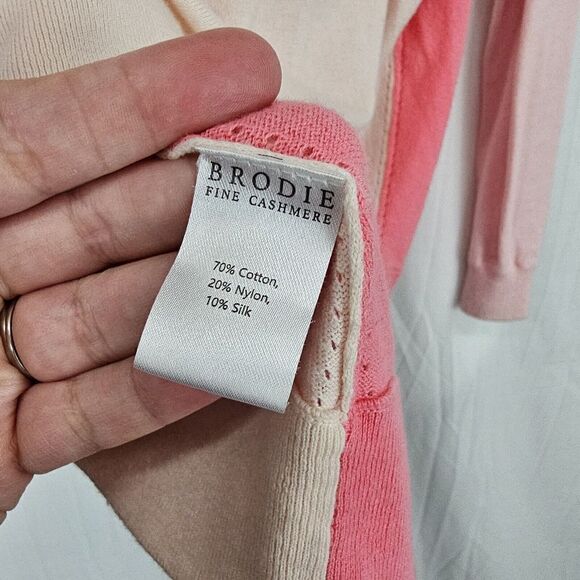 BRODIE
FINE CASHMERE
70% Cotton,
20% Nylon,
10% Silk